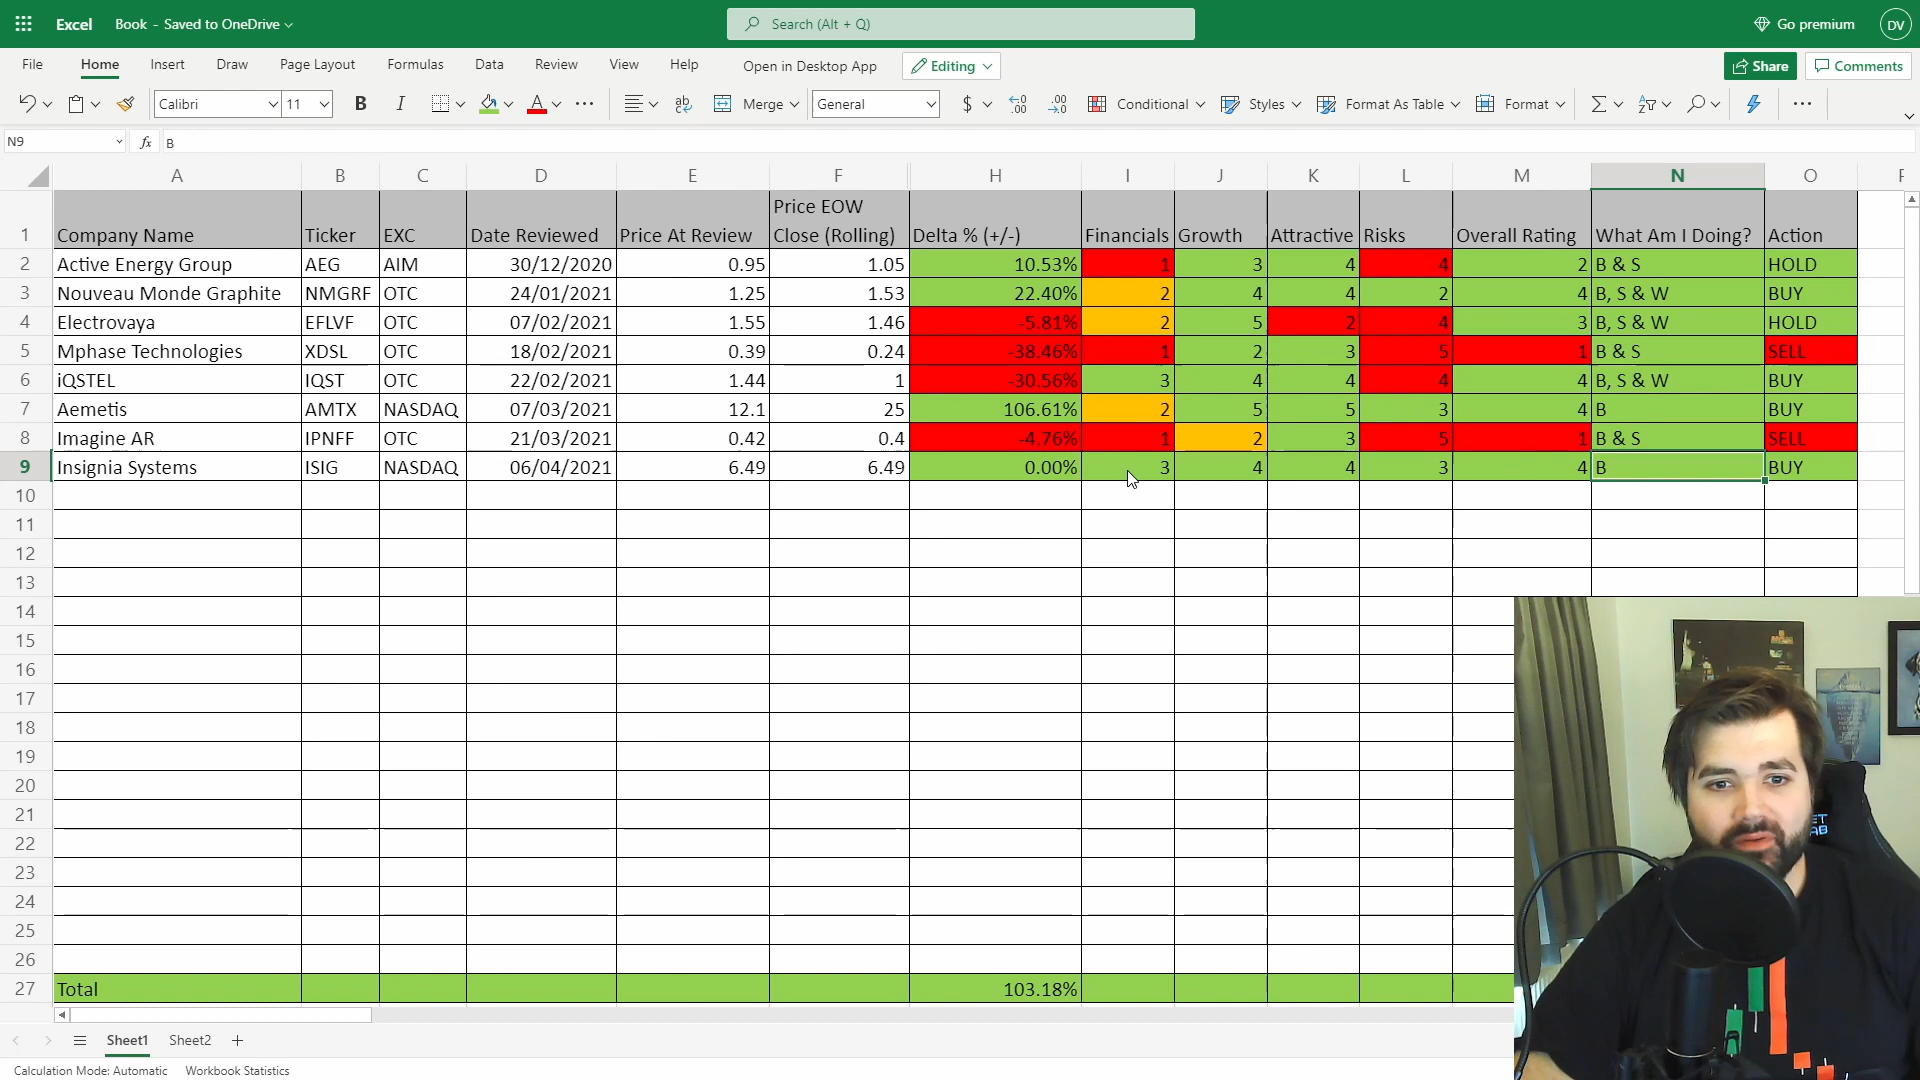 Excel Book - Saved to OneDrive Search (Alt + Q) Go premium DV
File Home Insert Draw Page Layout Formulas Data Review View Help Open in Desktop App Editing Share Comments
Calibri 11 B I A ab Merge General $ .00 Conditional Styles Format As Table Format
N9 fx B
A B C D E F H I J K L M N O
1 Company Name Ticker EXC Date Reviewed Price At Review Price EOW Close (Rolling) Delta % (+/-) Financials Growth Attractive Risks Overall Rating What Am I Doing? Action
2 Active Energy Group AEG AIM 30/12/2020 0.95 1.05 10.53% 1 3 4 4 2 B & S HOLD
3 Nouveau Monde Graphite NMGRF OTC 24/01/2021 1.25 1.53 22.40% 2 4 4 2 4 B, S & W BUY
4 Electrovaya EFLVF OTC 07/02/2021 1.55 1.46 -5.81% 2 5 2 4 3 B, S & W HOLD
5 Mphase Technologies XDSL OTC 18/02/2021 0.39 0.24 -38.46% 1 2 3 5 1 B & S SELL
6 iQSTEL IQST OTC 22/02/2021 1.44 1 -30.56% 3 4 4 4 4 B, S & W BUY
7 Aemetis AMTX NASDAQ 07/03/2021 12.1 25 106.61% 2 5 5 3 4 B BUY
8 Imagine AR IPNFF OTC 21/03/2021 0.42 0.4 -4.76% 1 2 3 5 1 B & S SELL
9 Insignia Systems ISIG NASDAQ 06/04/2021 6.49 6.49 0.00% 3 4 4 3 4 B BUY
10
11
12
13
14
15
16
17
18
19
20
21
22
23
24
25
26
27 Total 103.18%
Sheet1 Sheet2
Calculation Mode: Automatic Workbook Statistics